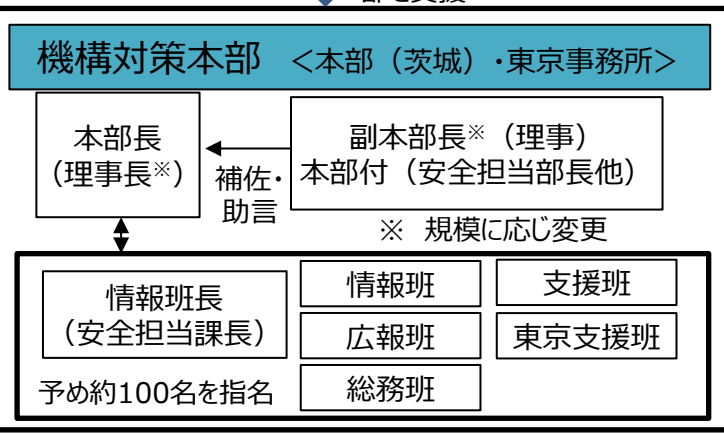 機構対策本部 <本部（茨城）・東京事務所>
本部長
（理事長※）
補佐・
助言
副本部長※（理事）
本部付（安全担当部長他）
※ 規模に応じ変更
情報班長
（安全担当課長）
予め約100名を指名
情報班
支援班
広報班
東京支援班
総務班